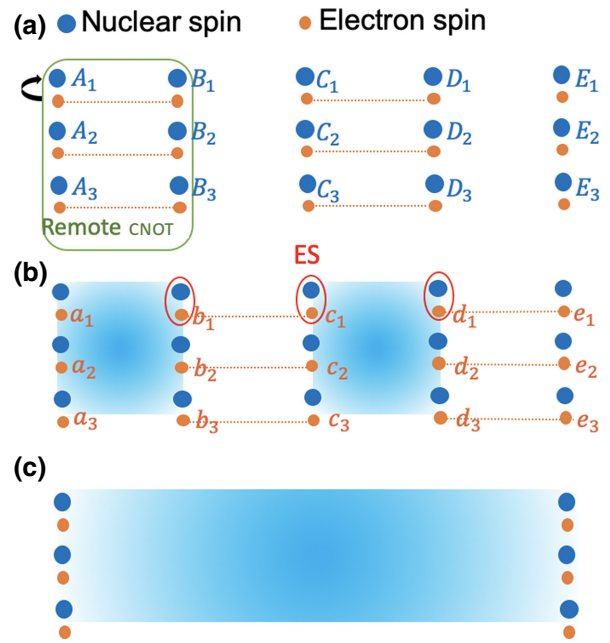 (a) Nuclear spin Electron spin
A₁ B₁ C₁ D₁ E₁
A₂ B₂ C₂ D₂ E₂
A₃ B₃ C₃ D₃ E₃
Remote CNOT
(b) ES
a₁ b₁ c₁ d₁ e₁
a₂ b₂ c₂ d₂ e₂
a₃ b₃ c₃ d₃ e₃
(c)